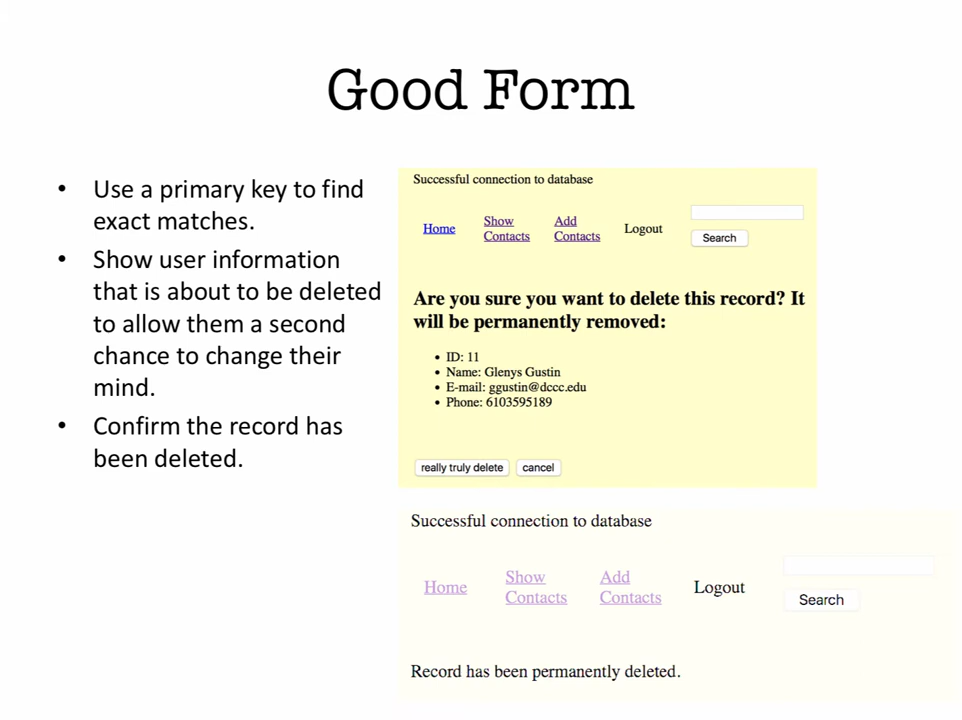 Good Form
• Use a primary key to find
exact matches.
• Show user information
that is about to be deleted
to allow them a second
chance to change their
mind.
• Confirm the record has
been deleted.
Successful connection to database
Home Show Contacts Add Contacts Logout Search
Are you sure you want to delete this record? It
will be permanently removed:
• ID: 11
• Name: Glenys Gustin
• E-mail: ggustin@dccc.edu
• Phone: 6103595189
really truly delete cancel
Successful connection to database
Home Show Contacts Add Contacts Logout Search
Record has been permanently deleted.